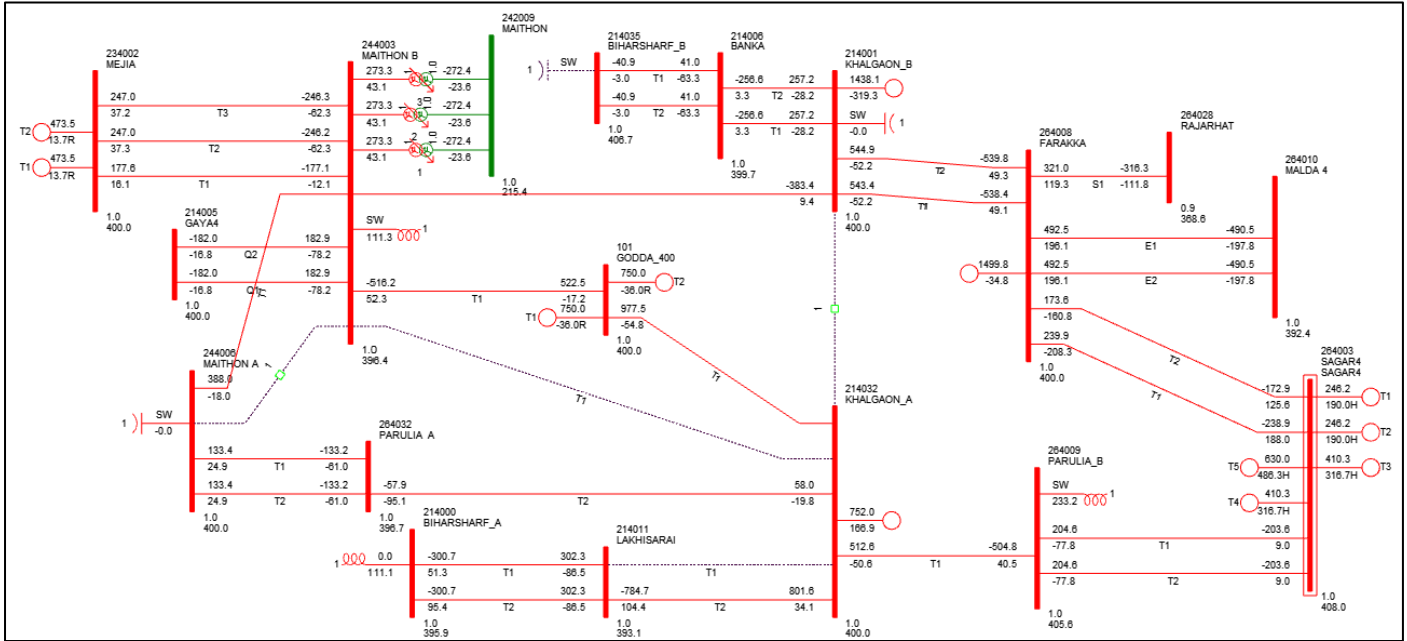 234002
MEJIA
247.0
-246.3
37.2
T3
-62.3
247.0
-246.2
37.3
T2
-62.3
177.6
-177.1
16.1
T1
-12.1
T2
473.5
13.7R
T1
473.5
13.7R
1.0
400.0
244003
MAITHON B
273.3
1
1.0
-272.4
43.1
-23.6
273.3
3
1.0
-272.4
43.1
-23.6
273.3
2
1.0
-272.4
43.1
-23.6
1
242009
MAITHON
1.0
215.4
-383.4
9.4
SW
111.3
1
-516.2
522.5
52.3
T1
-17.2
1.0
396.4
214005
GAYA4
-182.0
182.9
-16.8
Q2
-78.2
-182.0
182.9
-16.8
Q1
-78.2
T1
1.0
400.0
101
GODDA_400
750.0
T2
-36.0R
T1
750.0
-36.0R
977.5
-54.8
T1
1.0
400.0
214035
BIHARSHRF_B
1
SW
-40.9
41.0
-3.0
T1
-63.3
-40.9
41.0
-3.0
T2
-63.3
1.0
406.7
214006
BANKA
-256.6
257.2
3.3
T2
-28.2
-256.6
257.2
3.3
T1
-28.2
1.0
399.7
214001
KHALGAON_B
1438.1
-319.3
SW
-0.0
1
544.9
-539.8
-52.2
T2
49.3
543.4
-538.4
-52.2
T1
49.1
1.0
400.0
1
264008
FARAKKA
321.0
-316.3
119.3
S1
-111.8
492.5
-490.5
196.1
E1
-197.8
1499.8
-34.8
492.5
-490.5
196.1
E2
-197.8
173.6
-160.8
T2
239.9
-208.3
T1
1.0
400.0
264028
RAJARHAT
0.9
368.6
264010
MALDA 4
1.0
392.4
244006
MAITHON A
388.0
-18.0
1
SW
-0.0
1
133.4
-133.2
24.9
T1
-61.0
133.4
-133.2
24.9
T2
-61.0
1.0
400.0
264032
PARULIA A
-57.9
58.0
-95.1
T2
-19.8
1.0
396.7
T1
214000
BIHARSHRF_A
1
0.0
111.1
-300.7
302.3
51.3
T1
-86.5
-300.7
302.3
95.4
T2
-86.5
1.0
395.9
214011
LAKHISARAI
T1
-784.7
801.6
104.4
T2
34.1
1.0
393.1
214032
KHALGAON_A
752.0
166.9
512.6
-504.8
-50.6
T1
40.5
1.0
400.0
264009
PARULIA_B
SW
233.2
1
204.6
-203.6
-77.8
T1
9.0
204.6
-203.6
-77.8
T2
9.0
1.0
405.6
264003
SAGAR4
SAGAR4
-172.9
246.2
T1
125.6
190.0H
-238.9
246.2
T2
188.0
190.0H
T5
630.0
410.3
T3
486.3H
316.7H
T4
410.3
316.7H
1.0
408.0